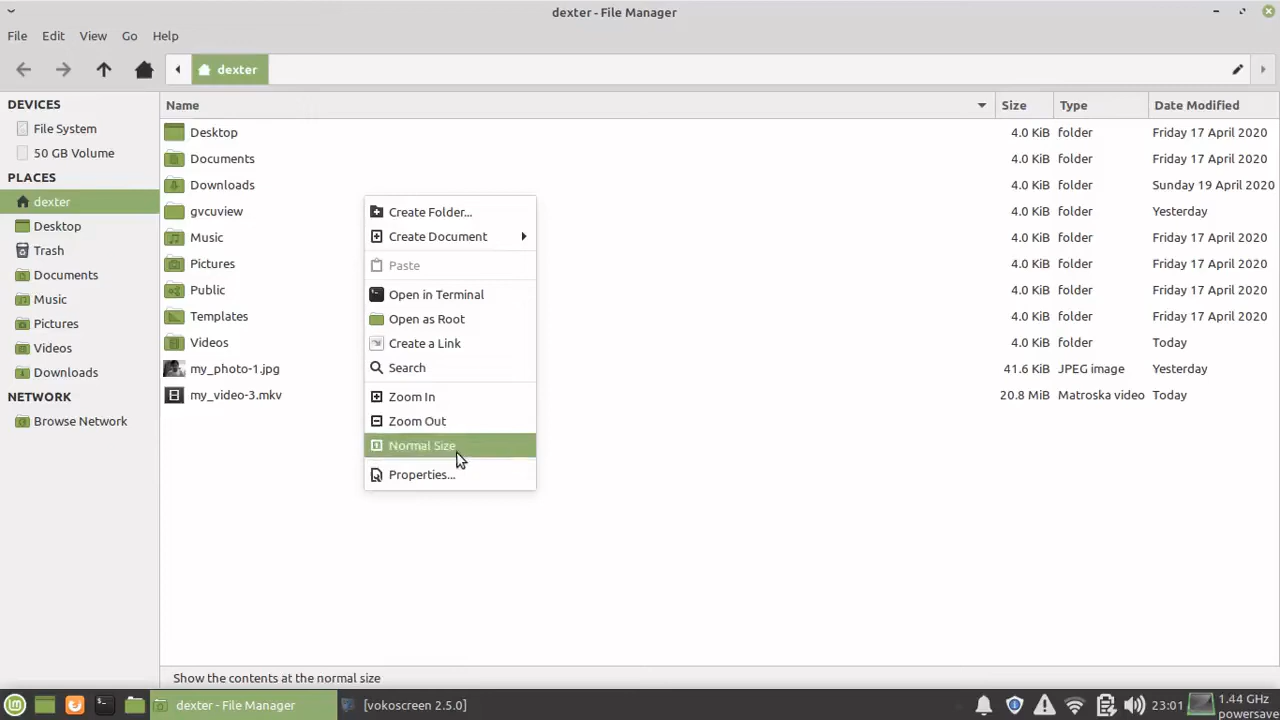 dexter - File Manager
File Edit View Go Help
dexter
DEVICES
File System
50 GB Volume
PLACES
dexter
Desktop
Trash
Documents
Music
Pictures
Videos
Downloads
NETWORK
Browse Network
Name Size Type Date Modified
Desktop 4.0 KiB folder Friday 17 April 2020
Documents 4.0 KiB folder Friday 17 April 2020
Downloads 4.0 KiB folder Sunday 19 April 2020
gvcuview 4.0 KiB folder Yesterday
Music 4.0 KiB folder Friday 17 April 2020
Pictures 4.0 KiB folder Friday 17 April 2020
Public 4.0 KiB folder Friday 17 April 2020
Templates 4.0 KiB folder Friday 17 April 2020
Videos 4.0 KiB folder Today
my_photo-1.jpg 41.6 KiB JPEG image Yesterday
my_video-3.mkv 20.8 MiB Matroska video Today
Create Folder...
Create Document
Paste
Open in Terminal
Open as Root
Create a Link
Search
Zoom In
Zoom Out
Normal Size
Properties...
Show the contents at the normal size
dexter - File Manager [vokoscreen 2.5.0] 23:01 1.44 GHz
powersave